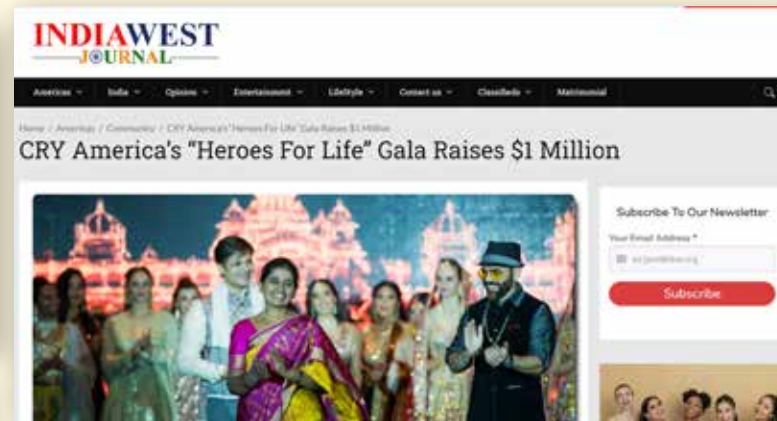 INDIAWEST
JOURNAL
Americas India Opinion Entertainment LifeStyle Contact us Classifieds Matrimonial
Home / Americas / Community / CRY America's "Heroes For Life" Gala Raises $1 Million
CRY America's “Heroes For Life” Gala Raises $1 Million
Subscribe To Our Newsletter
Your Email Address *
Subscribe